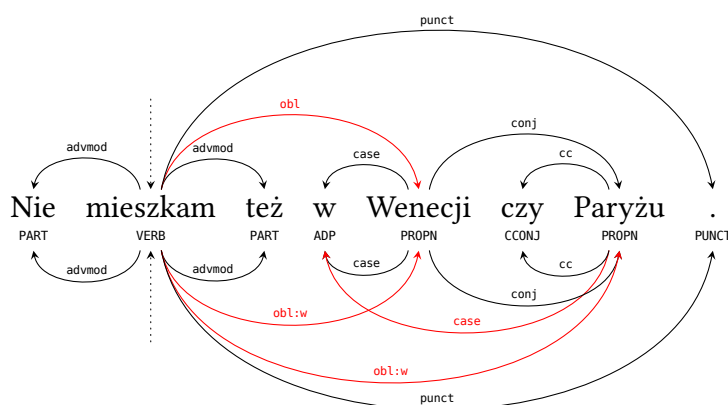 punct
obl
conj
advmod advmod case cc
Nie mieszkam też w Wenecji czy Paryżu .
PART VERB PART ADP PROPN CCONJ PROPN PUNCT
advmod advmod case cc
conj
obl:w case
obl:w
punct